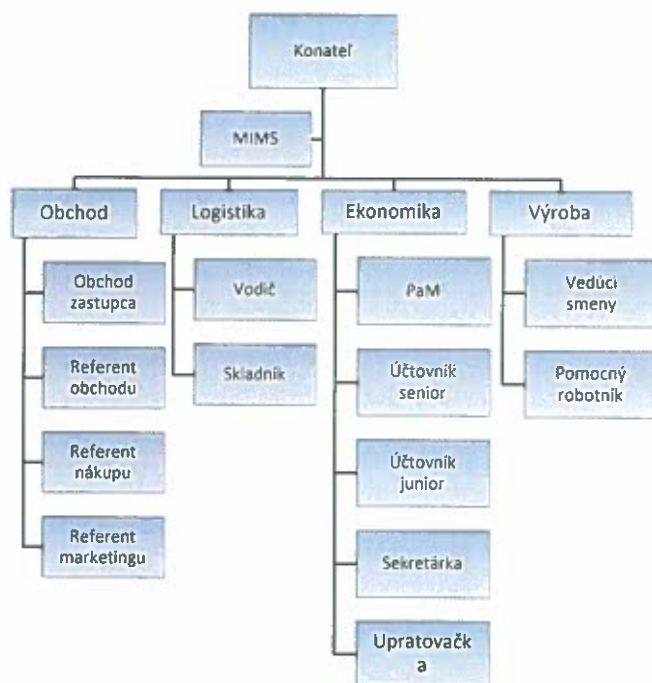 Konateľ
MIMS
Obchod
Obchod
zastupca
Referent
obchodu
Referent
nákupu
Referent
marketingu
Logistika
Vodič
Skladník
Ekonomika
PaM
Účtovník
senior
Účtovník
junior
Sekretárka
Upratovačk
a
Výroba
Vedúci
smeny
Pomocný
robotník